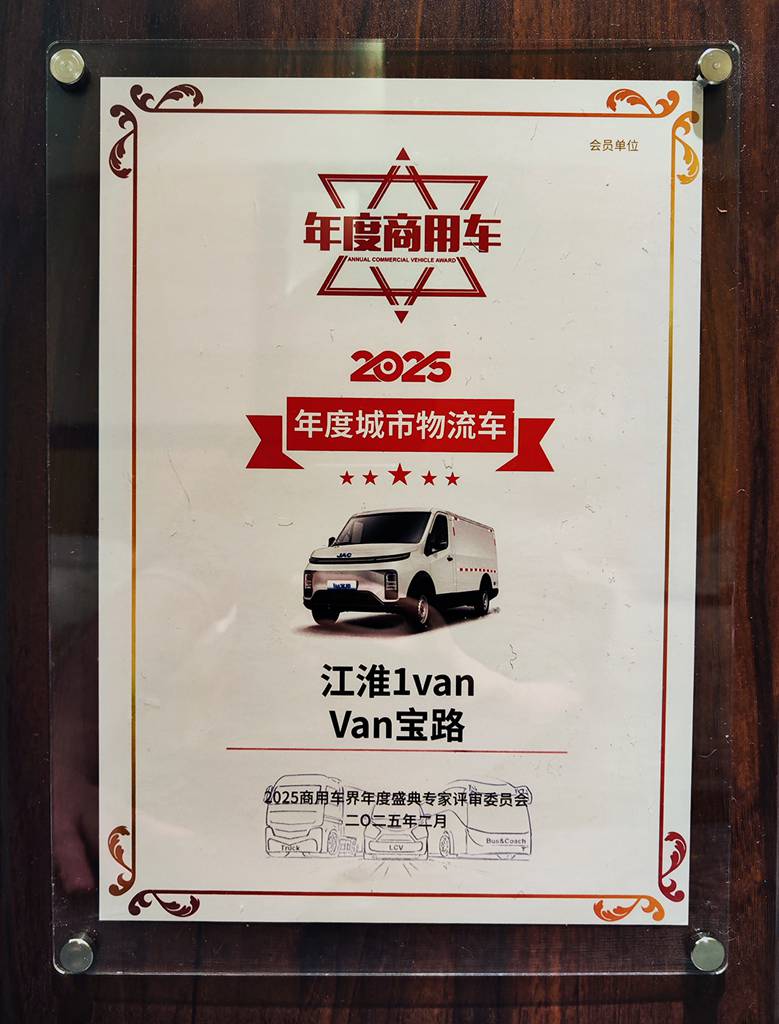 会员单位
年度商用车
ANNUAL COMMERCIAL VEHICLE AWARD
2025
年度城市物流车
JAC
江淮1van
Van宝路
2025商用车界年度盛典专家评审委员会
二〇二五年二月
Truck
LCV
Bus&Coach